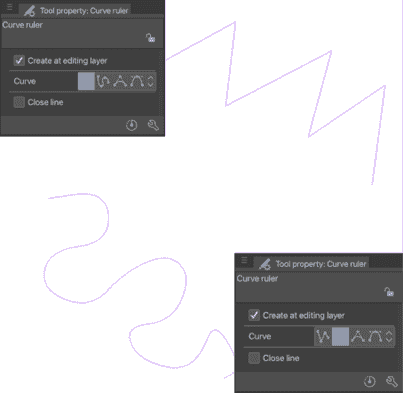 Tool property: Curve ruler
Curve ruler
Create at editing layer
Curve
Close line
Tool property: Curve ruler
Curve ruler
Create at editing layer
Curve
Close line